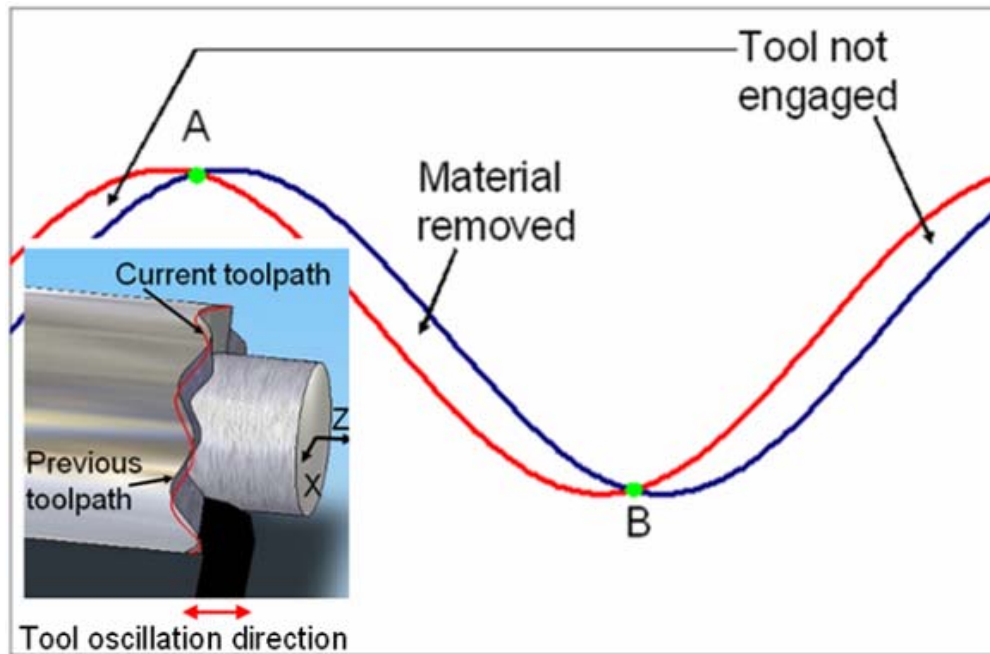 Tool not
engaged
A
Material
removed
Current toolpath
Z
Previous
toolpath
X
B
Tool oscillation direction